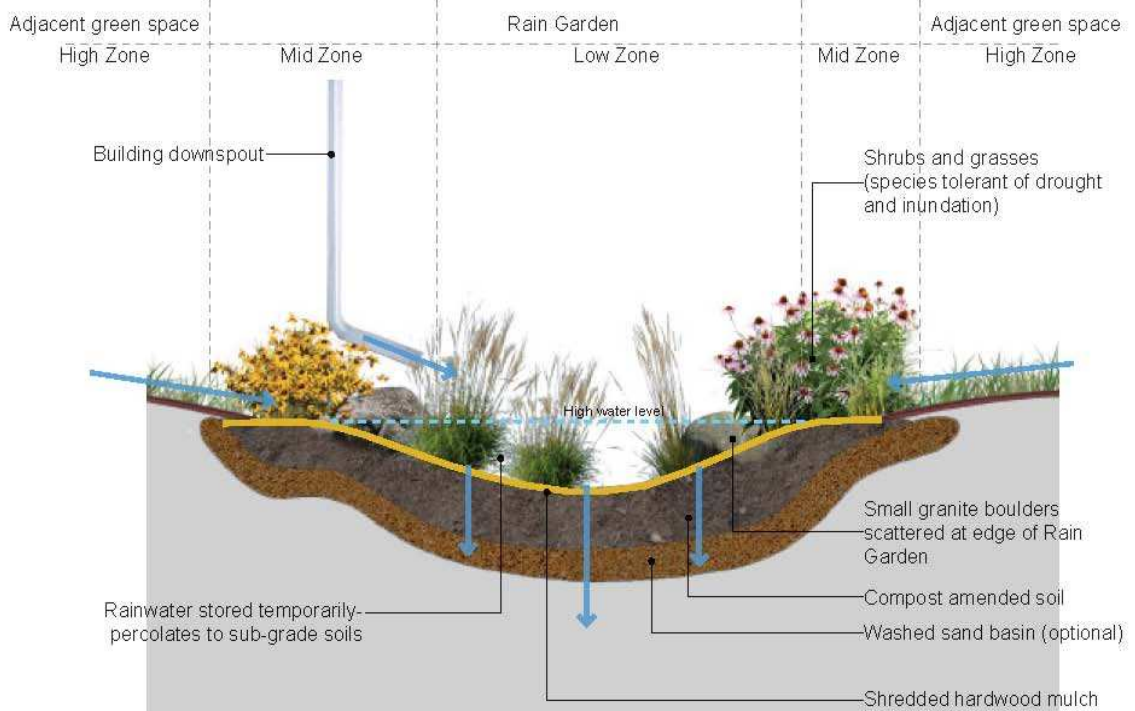 Adjacent green space
Rain Garden
Adjacent green space
High Zone
Mid Zone
Low Zone
Mid Zone
High Zone
Building downspout
Shrubs and grasses
(species tolerant of drought
and inundation)
High water level
Small granite boulders
scattered at edge of Rain
Garden
Rainwater stored temporarily-
percolates to sub-grade soils
Compost amended soil
Washed sand basin (optional)
Shredded hardwood mulch